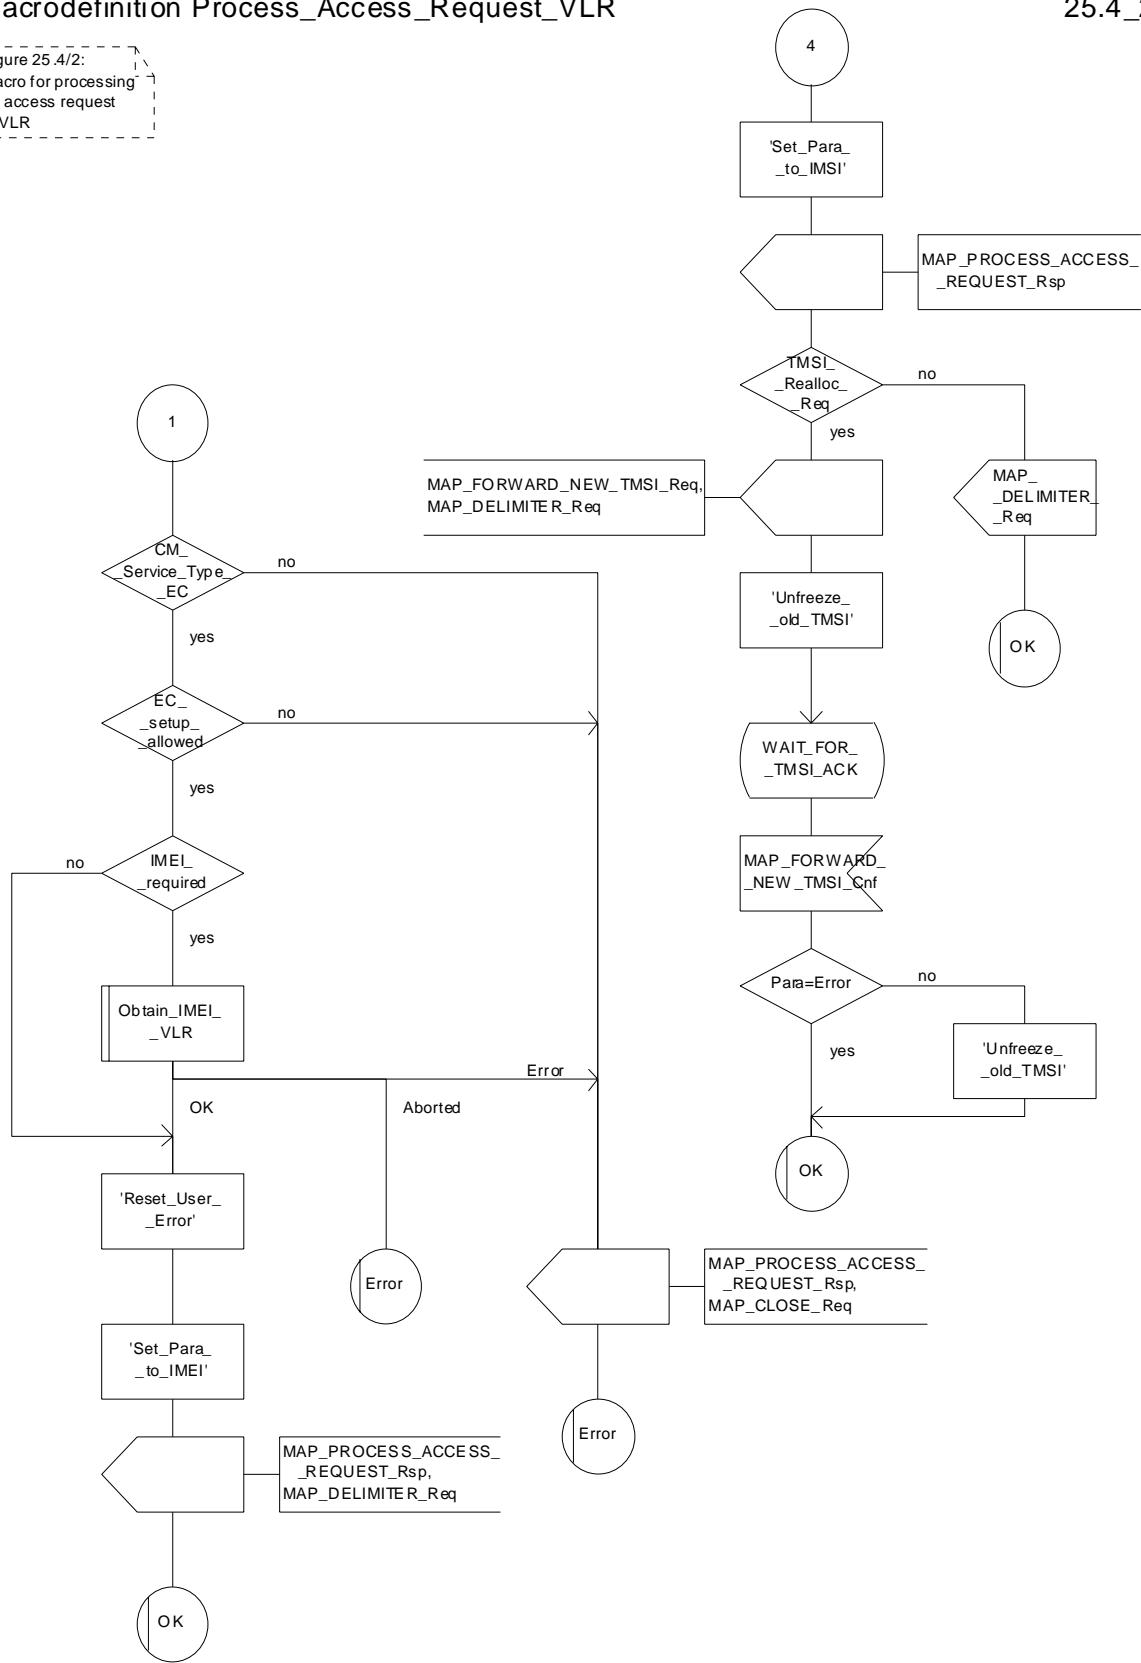 acrodefinition Process_Access_Request_VLR
25.4_2
gure 25.4/2:
acro for processing
access request
VLR
4
'Set_Para_
_to_IMSI'
MAP_PROCESS_ACCESS_
_REQUEST_Rsp
TMSI_
_Realloc_
_Req
no
yes
MAP_FORWARD_NEW_TMSI_Req,
MAP_DELIMITER_Req
MAP_
_DELIMITER_
_Req
'Unfreeze_
_old_TMSI'
OK
WAIT_FOR_
_TMSI_ACK
MAP_FORWARD_
_NEW_TMSI_Cnf
Para=Error
no
yes
'Unfreeze_
_old_TMSI'
OK
1
CM_
_Service_Type_
_EC
no
yes
EC_
_setup_
_allowed
no
yes
IMEI_
_required
no
yes
Obtain_IMEI_
_VLR
Error
OK
Aborted
'Reset_User_
_Error'
Error
MAP_PROCESS_ACCESS_
_REQUEST_Rsp,
MAP_CLOSE_Req
'Set_Para_
_to_IMEI'
Error
MAP_PROCESS_ACCESS_
_REQUEST_Rsp,
MAP_DELIMITER_Req
OK